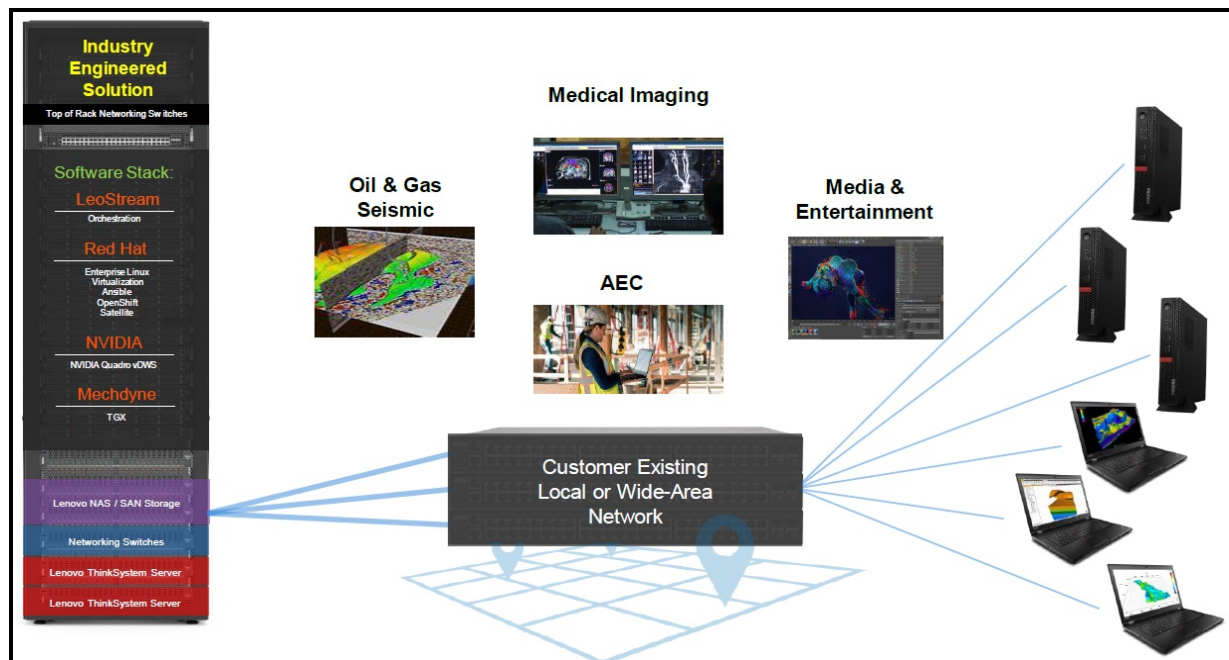 Industry
Engineered
Solution
Top of Rack Networking Switches
Software Stack:
LeoStream
Orchestration
Red Hat
Enterprise Linux
Virtualization
Ansible
OpenShift
Satellite
NVIDIA
NVIDIA Quadro vDWS
Mechdyne
TGX
Lenovo NAS / SAN Storage
Networking Switches
Lenovo ThinkSystem Server
Lenovo ThinkSystem Server
Medical Imaging
Oil & Gas
Seismic
Media &
Entertainment
AEC
Customer Existing
Local or Wide-Area
Network